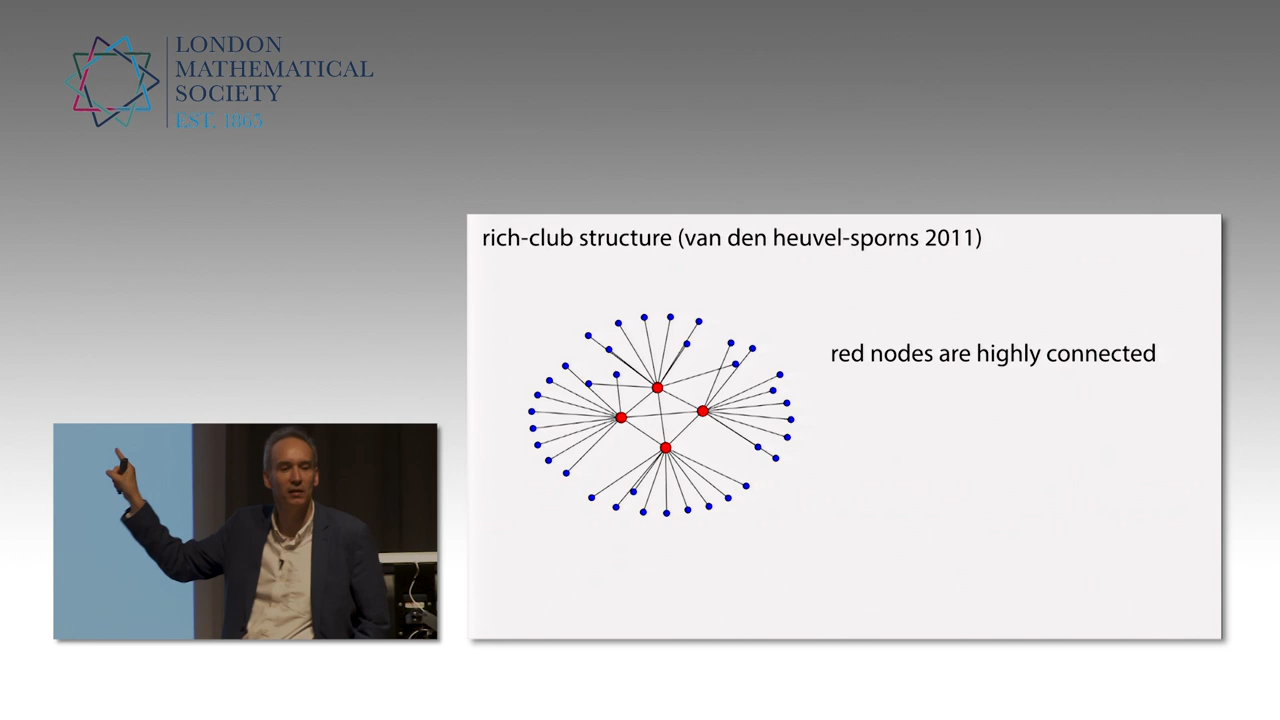 LONDON
MATHEMATICAL
SOCIETY
EST. 1865
rich-club structure (van den heuvel-sporns 2011)
red nodes are highly connected